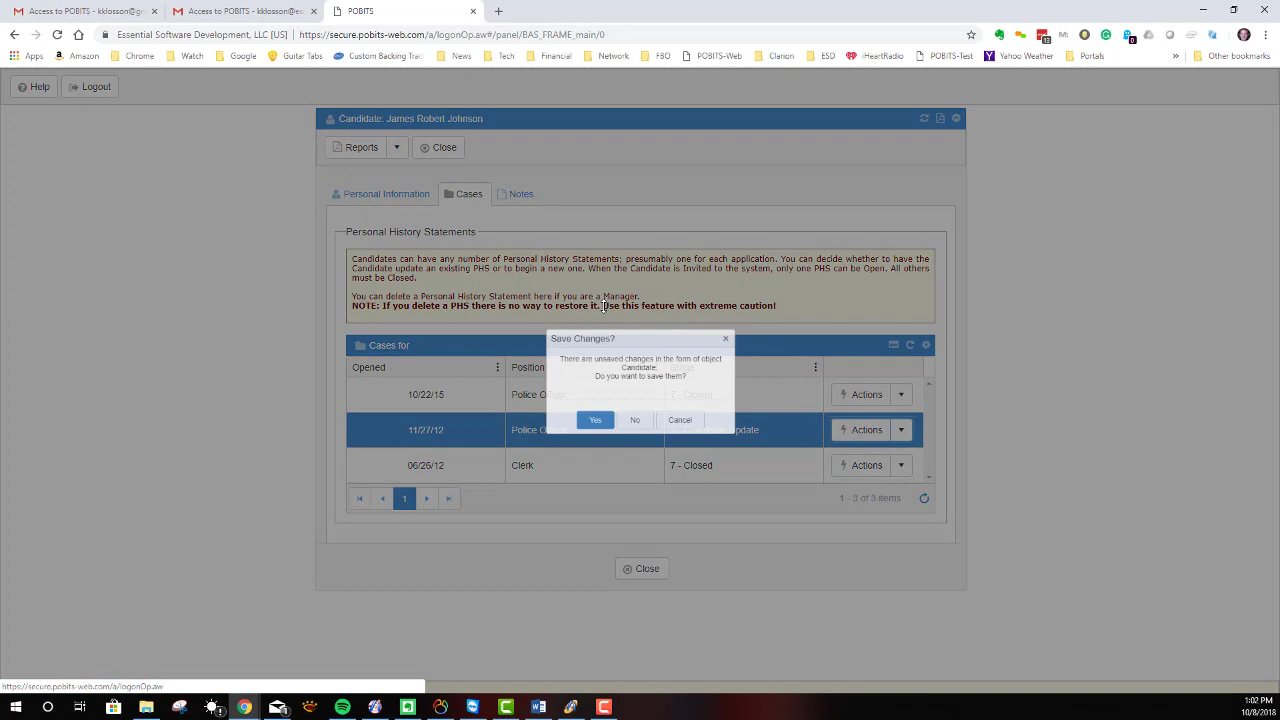 Access to POBITS - kklosson@gm
Access to POBITS - kklosson@es
POBITS
Essential Software Development, LLC [US] | https://secure.pobits-web.com/a/logonOp.aw#/panel/BAS_FRAME_main/0
Apps Amazon Chrome Watch Google Guitar Tabs Custom Backing Trac News Tech Financial Network FBO POBITS-Web Clarion ESD iHeartRadio POBITS-Test Yahoo Weather Portals » Other bookmarks
Help Logout
Candidate: James Robert Johnson
Reports Close
Personal Information Cases Notes
Personal History Statements
Candidates can have any number of Personal History Statements; presumably one for each application. You can decide whether to have the
Candidate update an existing PHS or to begin a new one. When the Candidate is Invited to the system, only one PHS can be Open. All others
must be Closed.
You can delete a Personal History Statement here if you are a Manager.
NOTE: If you delete a PHS there is no way to restore it. Use this feature with extreme caution!
Save Changes?
There are unsaved changes in the form of object
Candidate:
Do you want to save them?
Yes No Cancel
Cases for
Opened Position Stage
10/22/15 Police Officer 7 - Closed Actions
11/27/12 Police Update Actions
06/26/12 Clerk 7 - Closed Actions
1 1 - 3 of 3 items
Close
https://secure.pobits-web.com/a/logonOp.aw
1:02 PM
10/8/2018